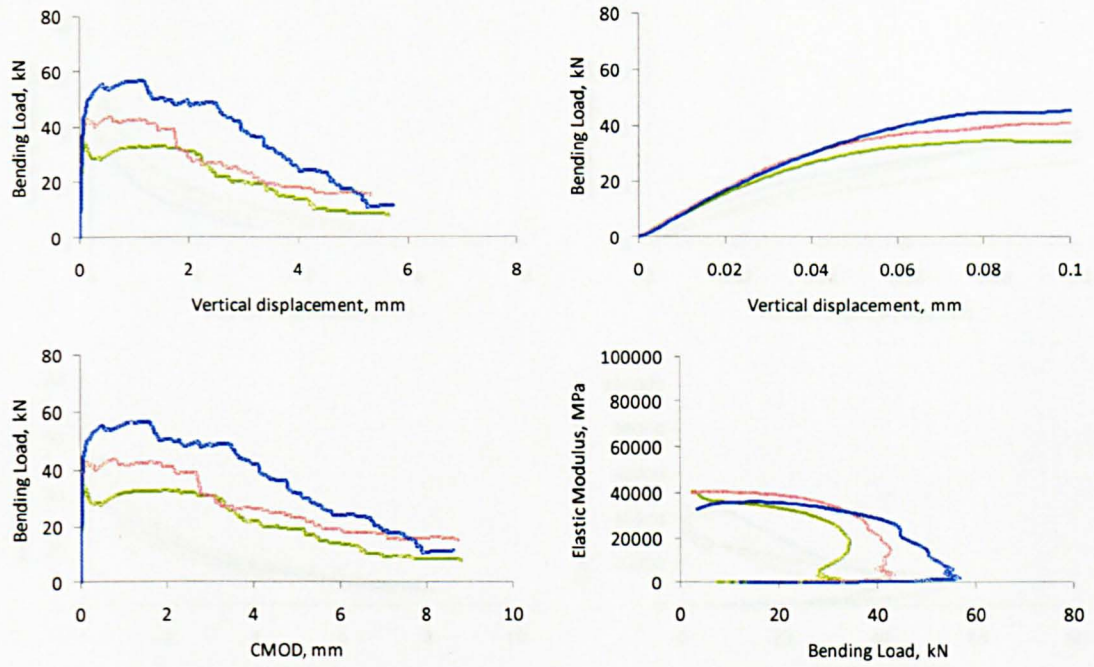 80
60
40
20
0
Bending Load, kN
0 2 4 6 8
Vertical displacement, mm
80
60
40
20
0
Bending Load, kN
0 0.02 0.04 0.06 0.08 0.1
Vertical displacement, mm
80
60
40
20
0
Bending Load, kN
0 2 4 6 8 10
CMOD, mm
100000
80000
60000
40000
20000
0
Elastic Modulus, MPa
0 20 40 60 80
Bending Load, kN